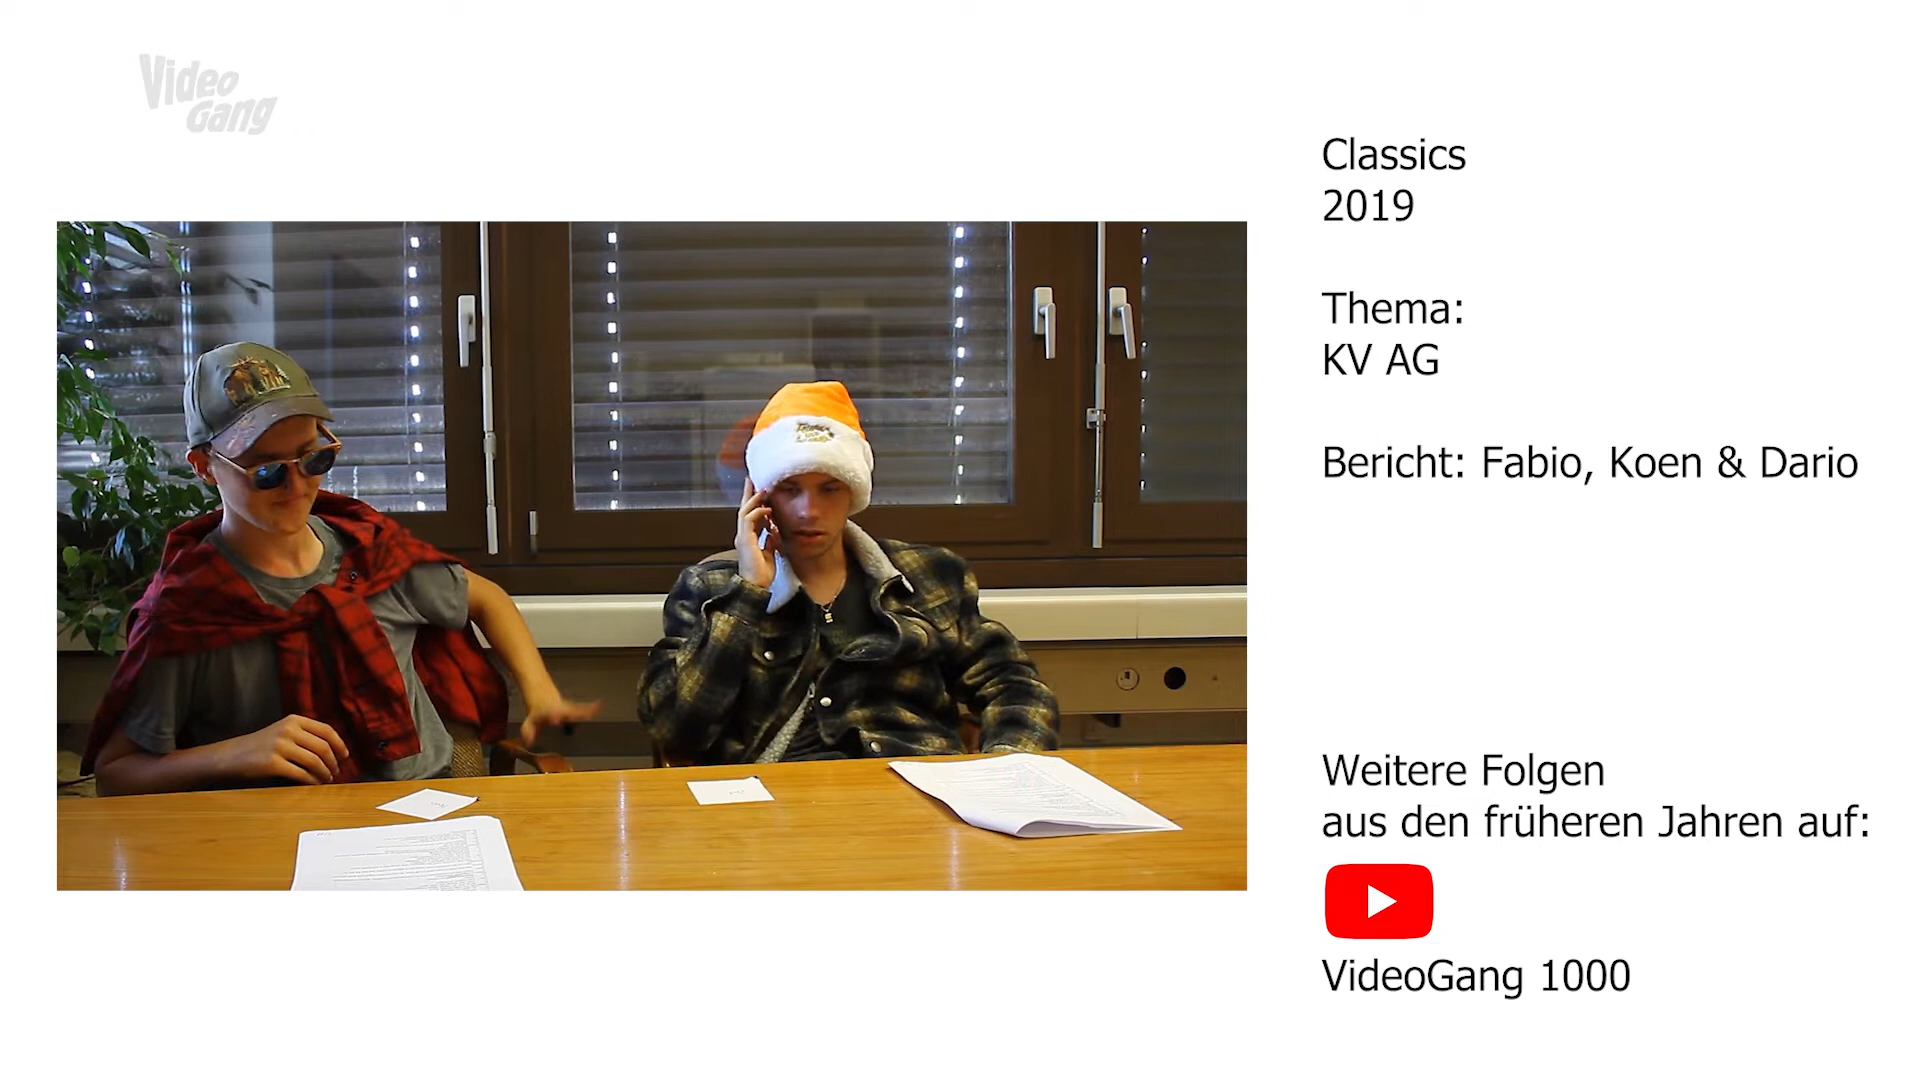 Video
Gang
Classics
2019
Thema:
KV AG
Bericht: Fabio, Koen & Dario
Weitere Folgen
aus den früheren Jahren auf:
VideoGang 1000